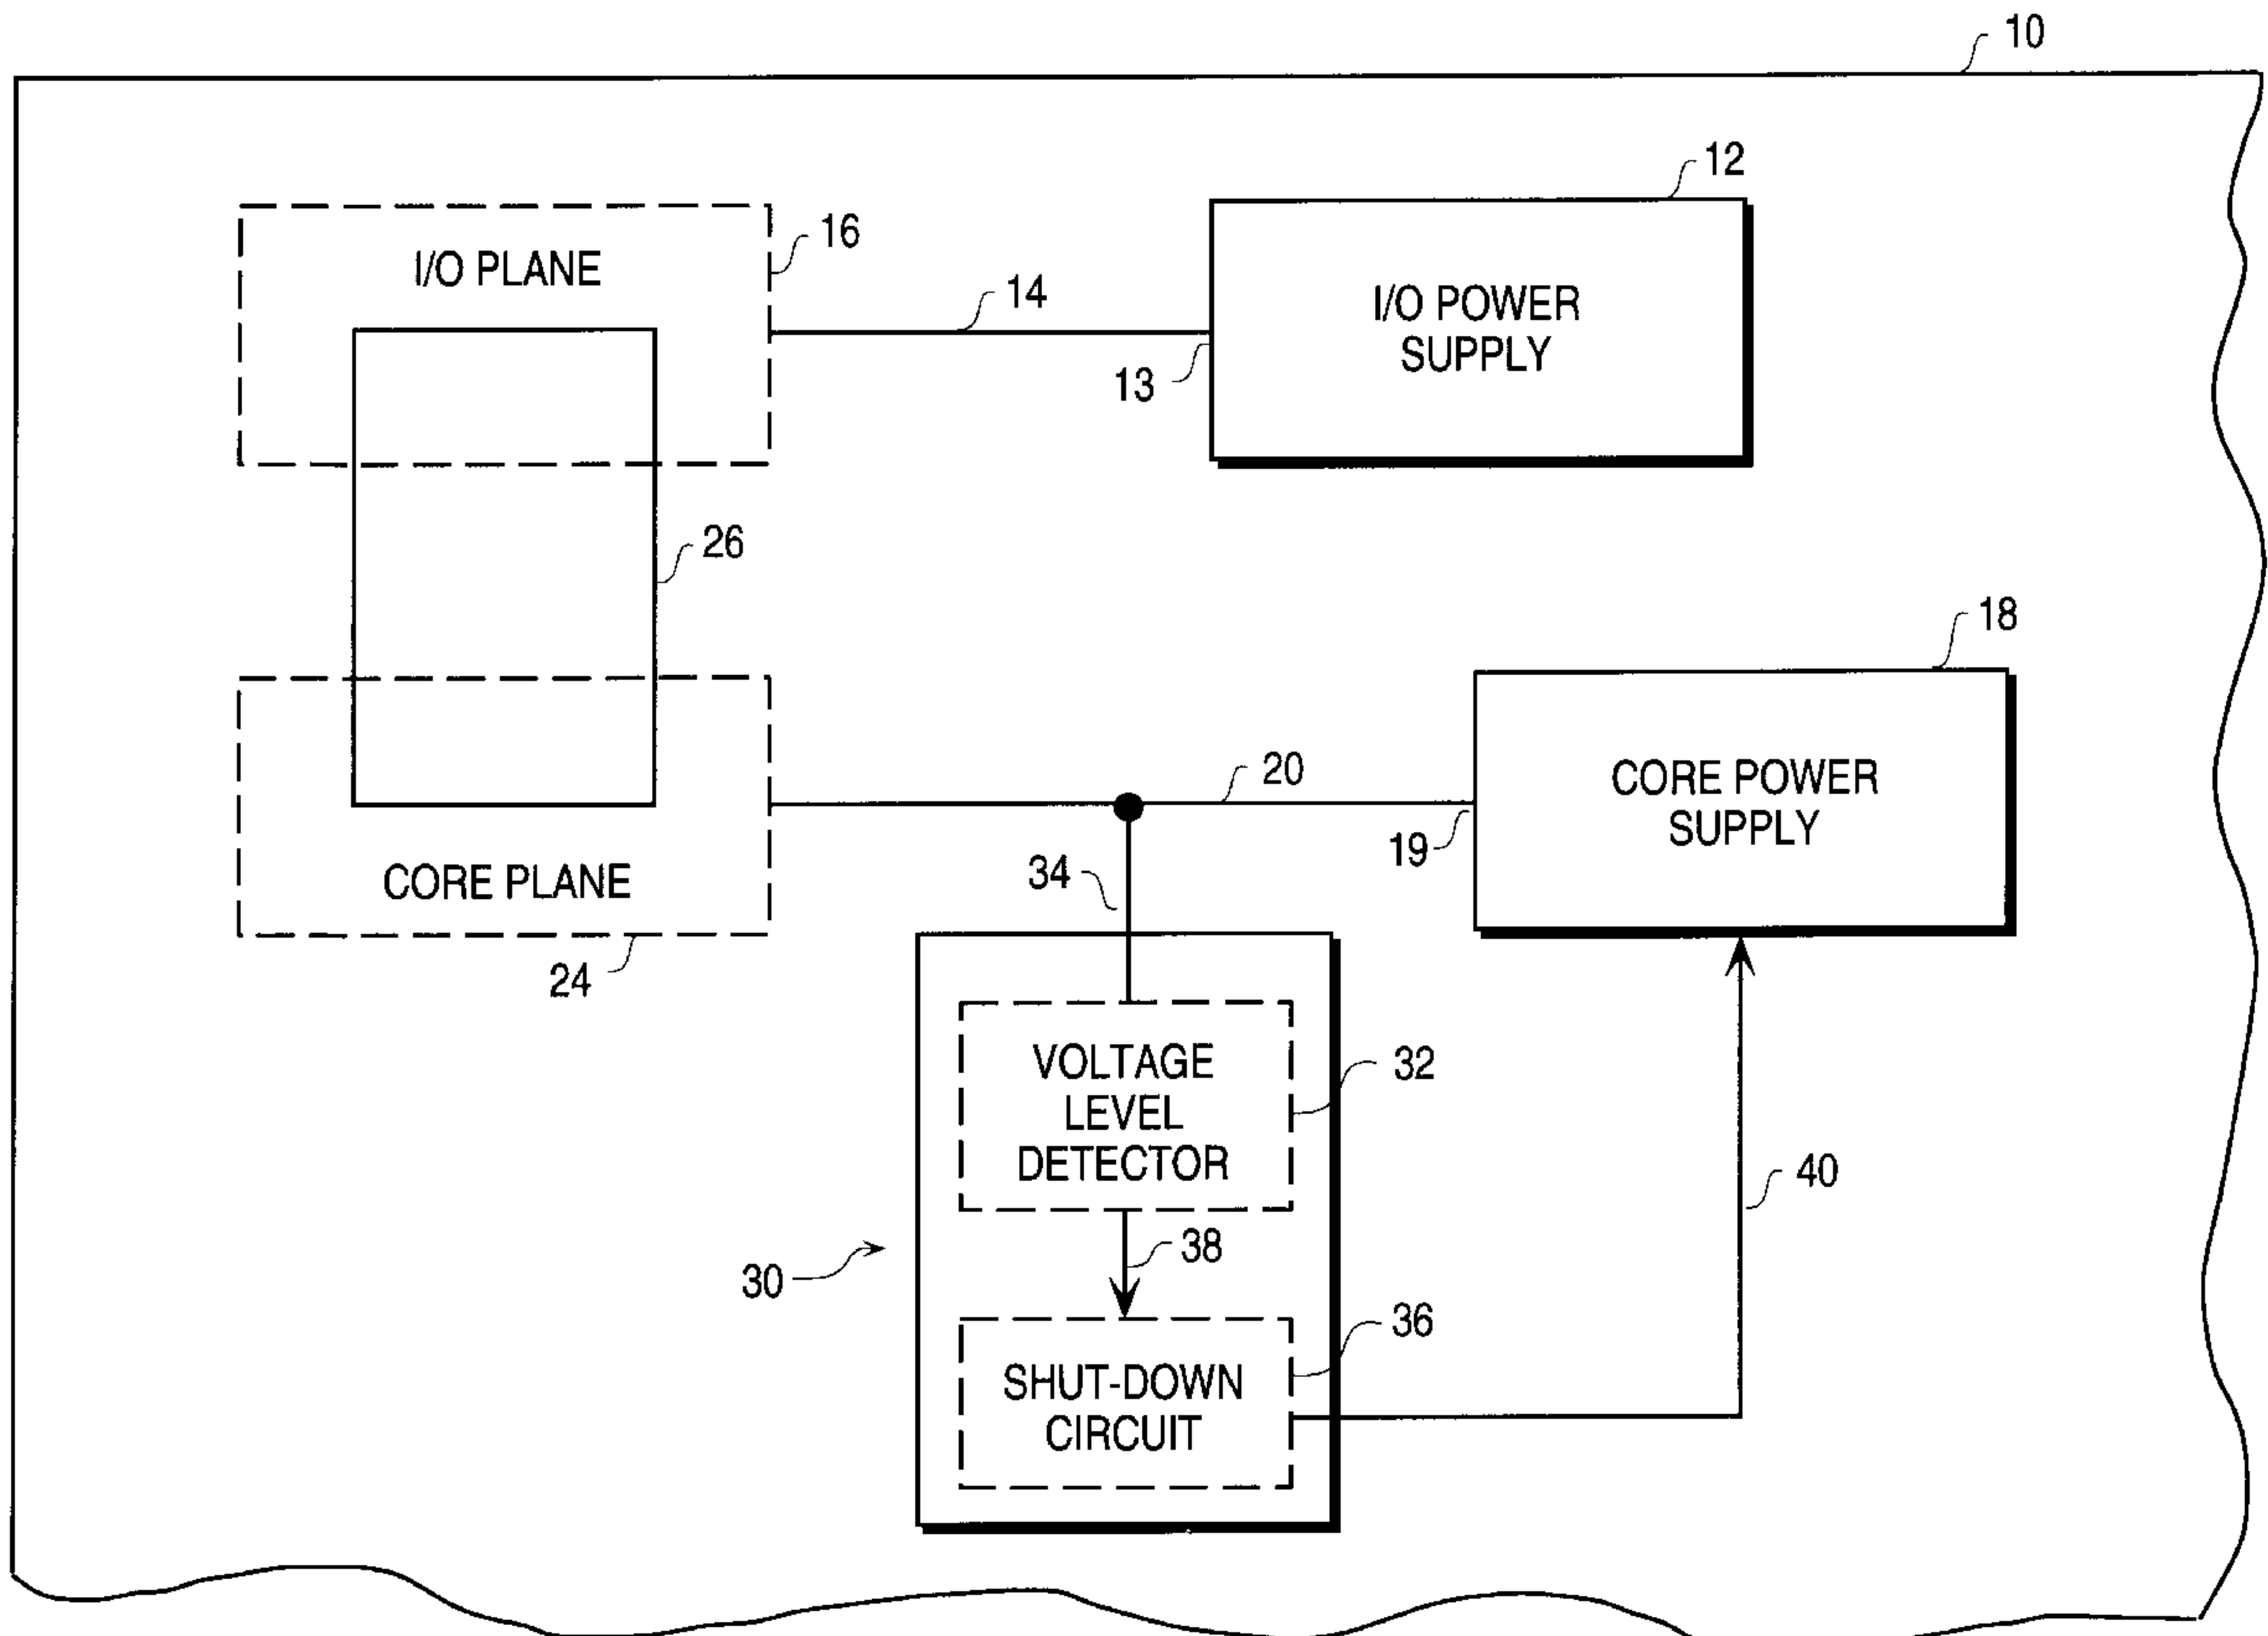 10
12
16
I/O PLANE
14
I/O POWER
SUPPLY
13
26
18
20
CORE POWER
SUPPLY
19
34
CORE PLANE
24
VOLTAGE
LEVEL
DETECTOR
32
40
38
30
36
SHUT-DOWN
CIRCUIT